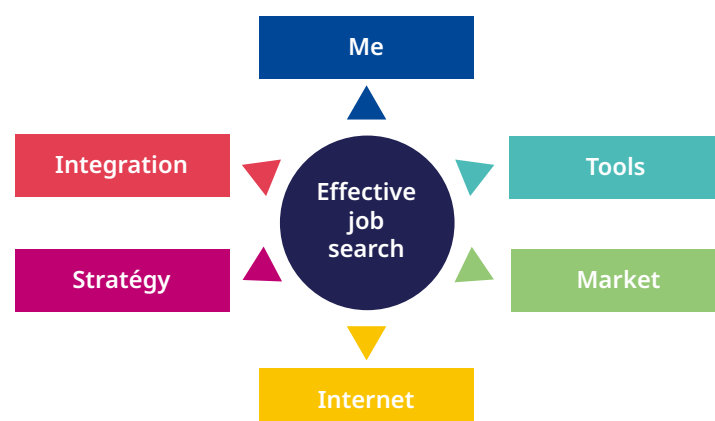 Me
Integration
Tools
Effective
job
search
Stratégy
Market
Internet